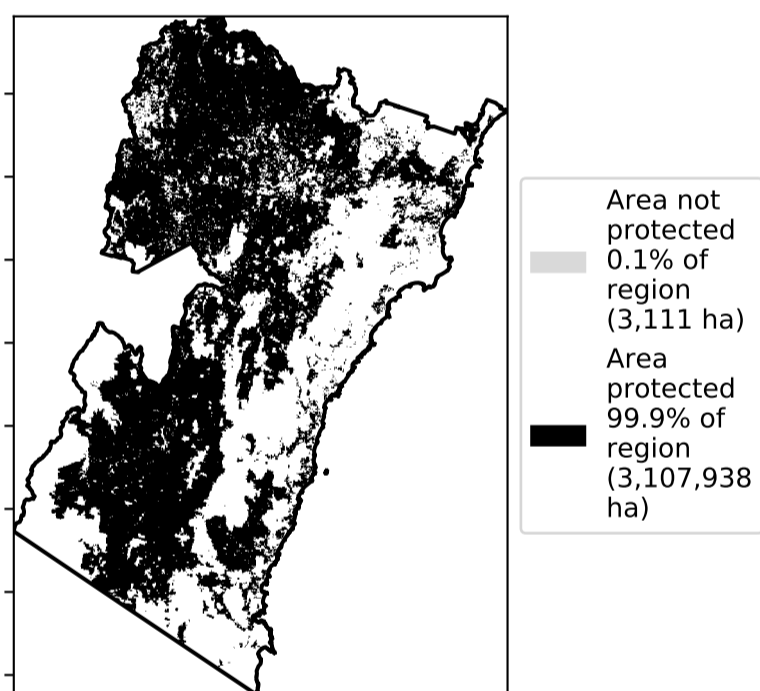 Area not
protected
0.1% of
region
(3,111 ha)
Area
protected
99.9% of
region
(3,107,938
ha)